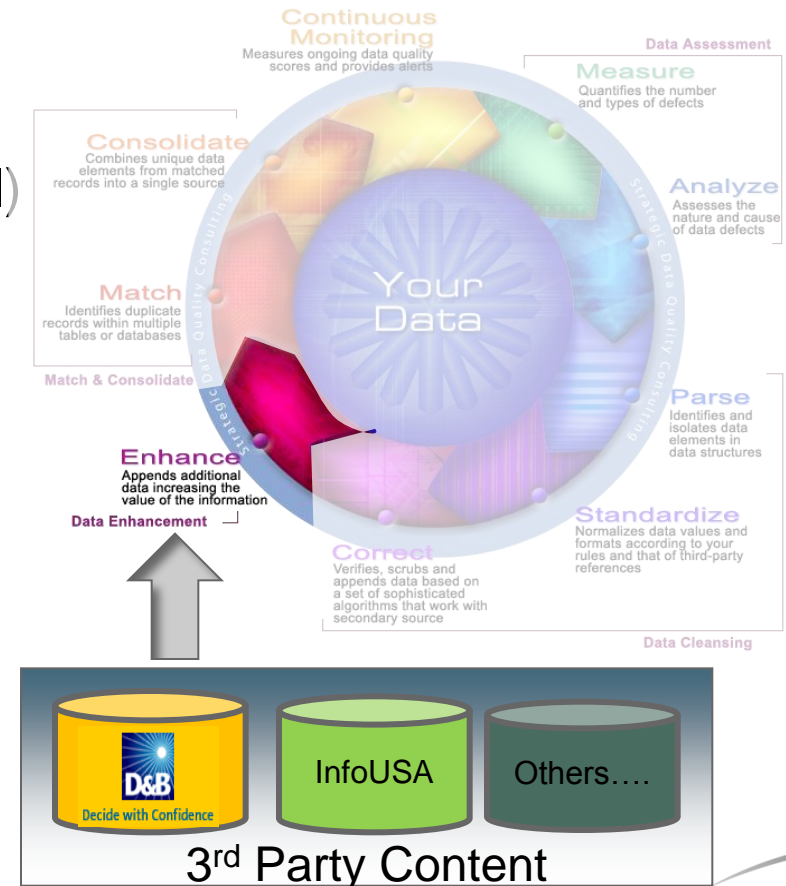 Continuous
Monitoring
Measures ongoing data quality
scores and provides alerts
Data Assessment
Measure
Quantifies the number
and types of defects
Consolidate
Combines unique data
elements from matched
records into a single source
)
Analyze
Assesses the
nature and cause
of data defects
Strategic Data Quality Consulting
Strategic Data Quality Consulting
Your
Data
Match
Identifies duplicate
records within multiple
tables or databases
Match & Consolidate
Parse
Identifies and
isolates data
elements in
data structures
Enhance
Appends additional
data increasing the
value of the information
Data Enhancement
Standardize
Normalizes data values and
formats according to your
rules and that of third-party
references
Correct
Verifies, scrubs and
appends data based on
a set of sophisticated
algorithms that work with
secondary source
Data Cleansing
D&B
Decide with Confidence
InfoUSA
Others....
3rd Party Content